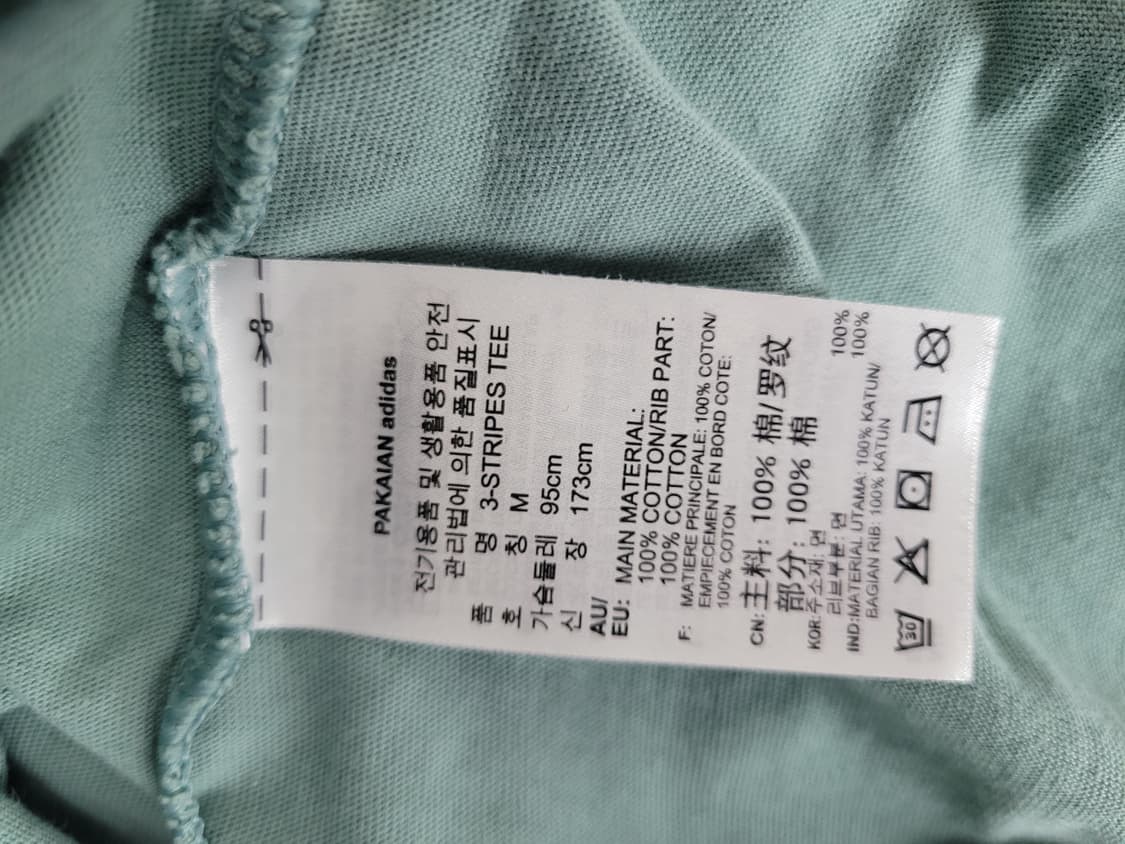 PAKAIAN adidas
전기용품 및 생활용품 안전
관리법에 의한 품질표시
품 명 3-STRIPES TEE
호 칭 M
가슴둘레 95cm
신 장 173cm
AU/
EU: MAIN MATERIAL:
100% COTTON/RIB PART:
100% COTTON
F: MATIERE PRINCIPALE: 100% COTON/
EMPIECEMENT EN BORD COTE:
100% COTON
CN: 主料: 100% 棉/罗纹
部分: 100% 棉
KOR: 주소재: 면 100%
리브부분: 면 100%
IND:MATERIAL UTAMA: 100% KATUN/
BAGIAN RIB: 100% KATUN
30